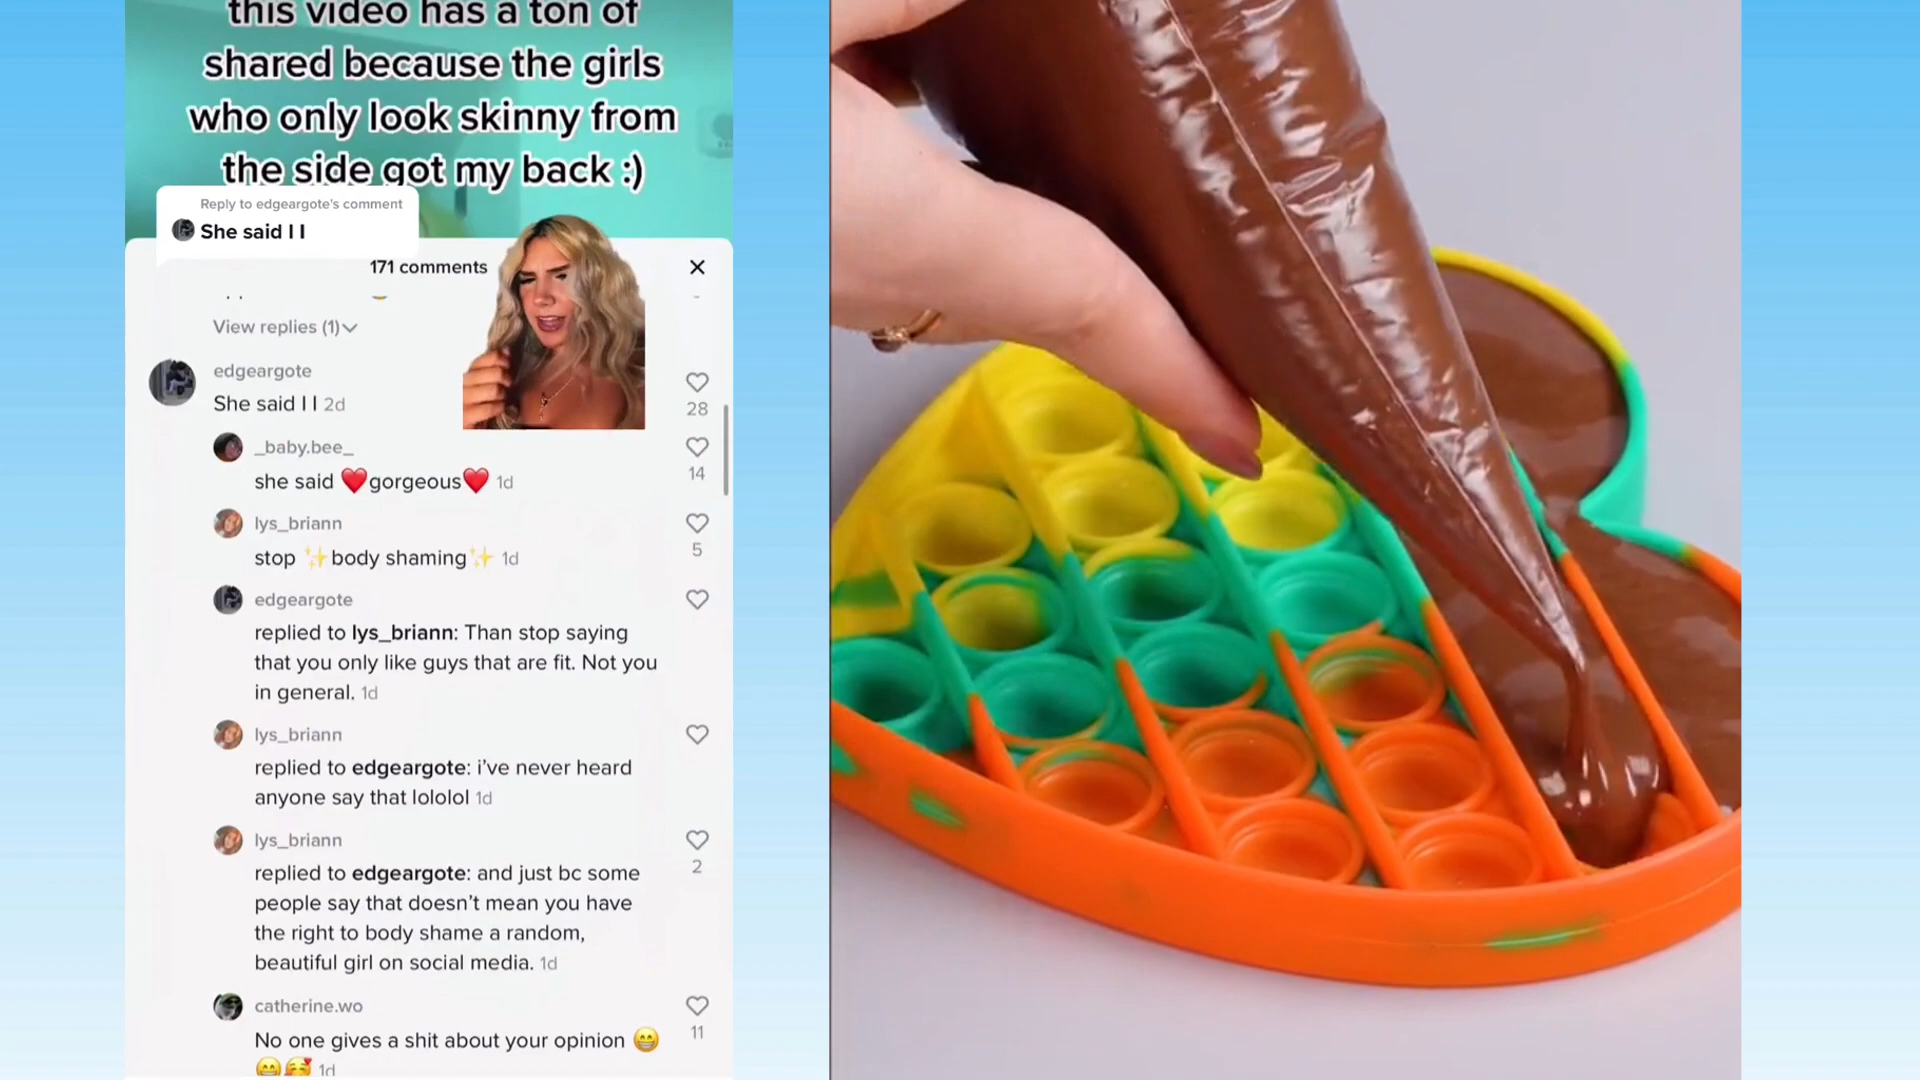 this video has a ton of
shared because the girls
who only look skinny from
the side got my back :)
Reply to edgeargote's comment
She said l l
171 comments
View replies (1)
edgeargote
She said l l 2d
28
_baby.bee_
she said ❤️gorgeous❤️ 1d
14
lys_briann
stop ✨body shaming✨ 1d
5
edgeargote
replied to lys_briann: Than stop saying
that you only like guys that are fit. Not you
in general. 1d
lys_briann
replied to edgeargote: i've never heard
anyone say that lololol 1d
lys_briann
replied to edgeargote: and just bc some
people say that doesn't mean you have
the right to body shame a random,
beautiful girl on social media. 1d
2
catherine.wo
No one gives a shit about your opinion 😁
😁🥰 1d
11